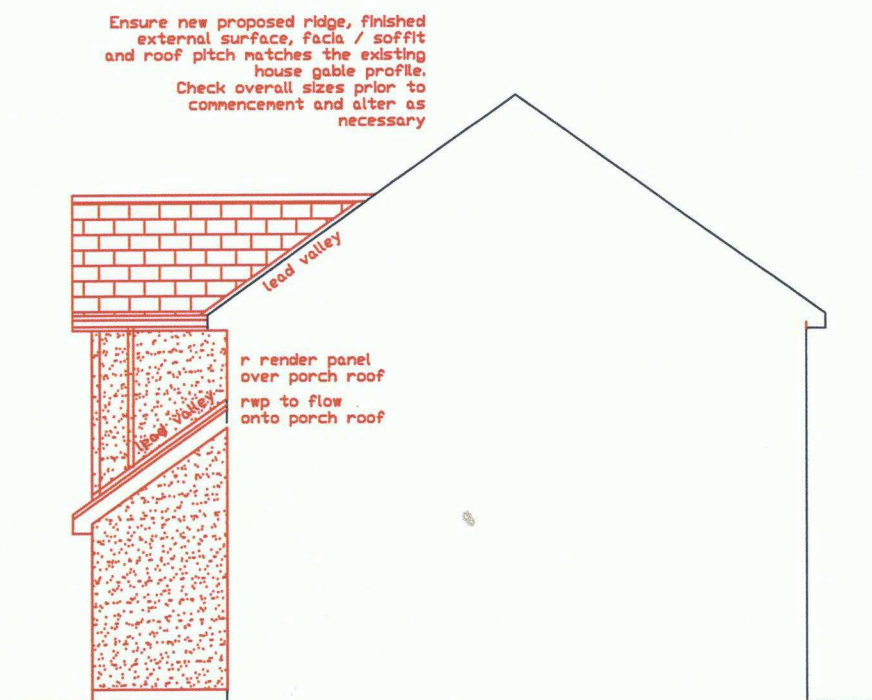 Ensure new proposed ridge, finished
external surface, facia / soffit
and roof pitch matches the existing
house gable profile.
Check overall sizes prior to
commencement and alter as
necessary
lead valley
r render panel
over porch roof
rwp to flow
onto porch roof
lead valley